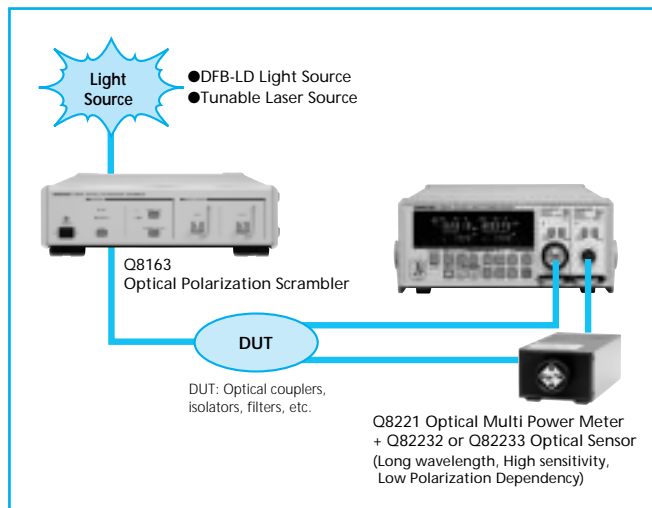 Light
Source
●DFB-LD Light Source
●Tunable Laser Source
Q8163
Optical Polarization Scrambler
DUT
DUT: Optical couplers,
isolators, filters, etc.
Q8221 Optical Multi Power Meter
+ Q82232 or Q82233 Optical Sensor
(Long wavelength, High sensitivity,
Low Polarization Dependency)